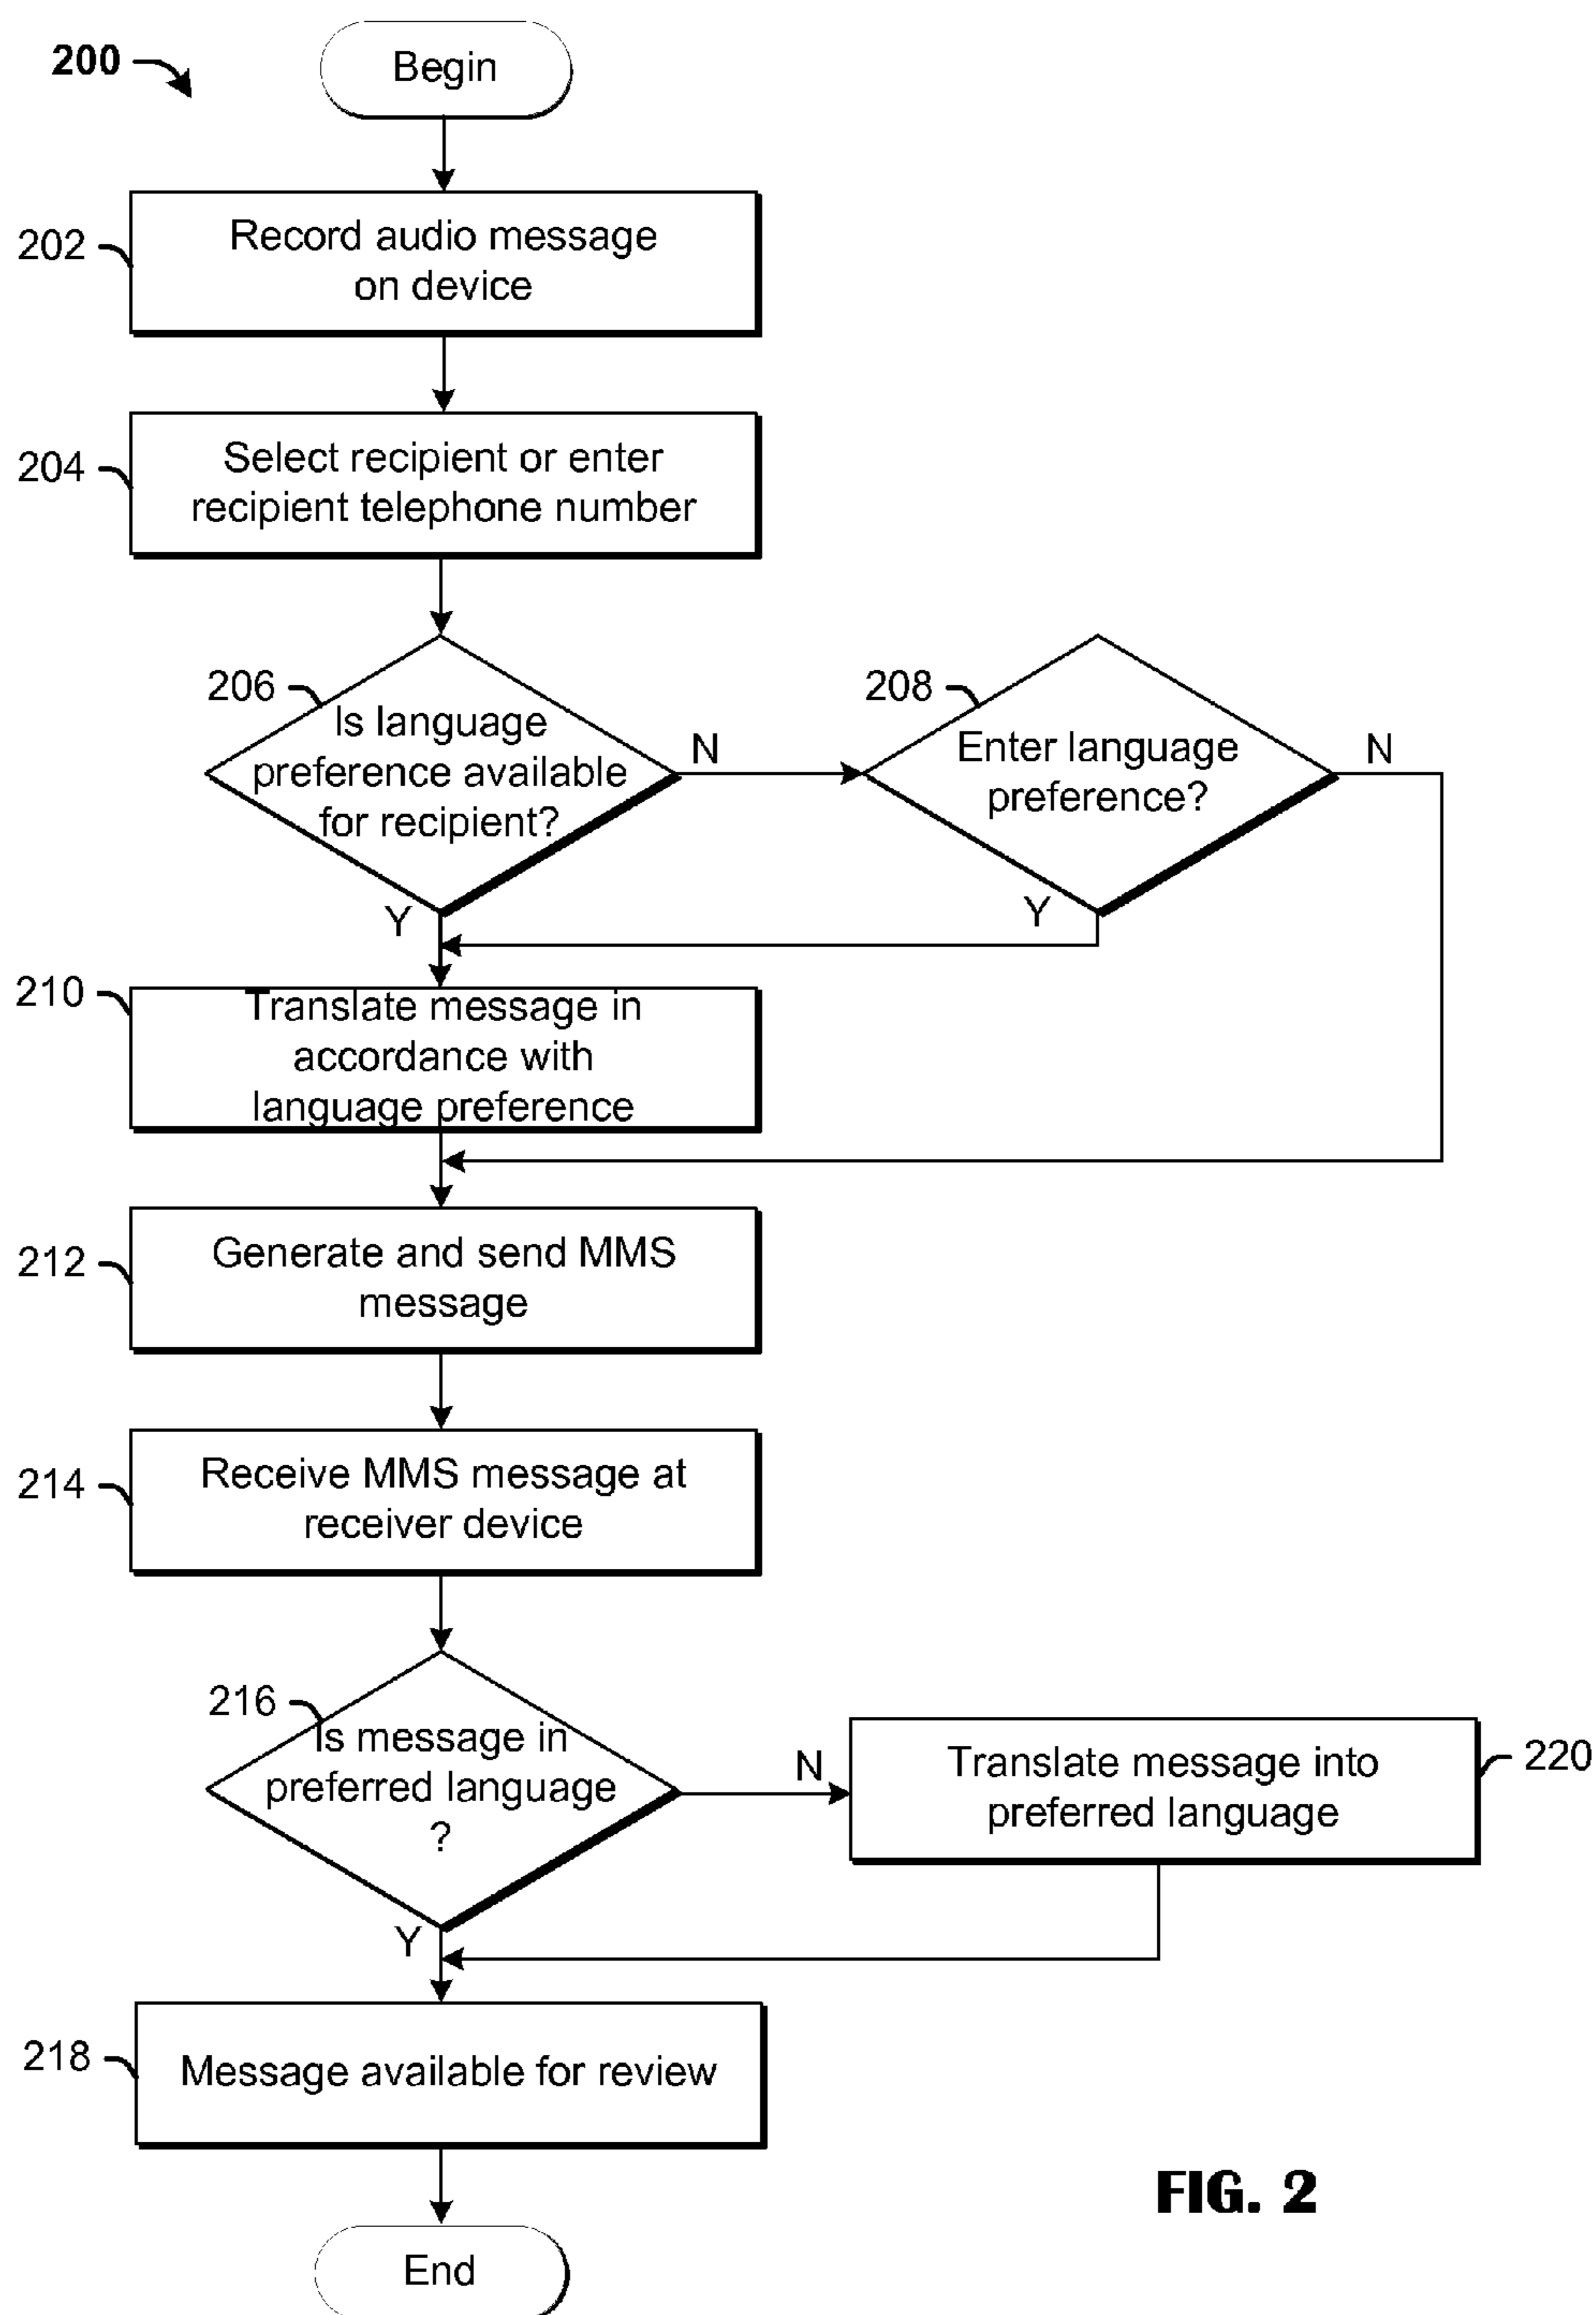 200
Begin
202
Record audio message
on device
204
Select recipient or enter
recipient telephone number
206
Is language
preference available
for recipient?
N
Y
208
Enter language
preference?
N
Y
210
Translate message in
accordance with
language preference
212
Generate and send MMS
message
214
Receive MMS message at
receiver device
216
Is message in
preferred language
?
N
Y
Translate message into
preferred language
220
218
Message available for review
End
FIG. 2